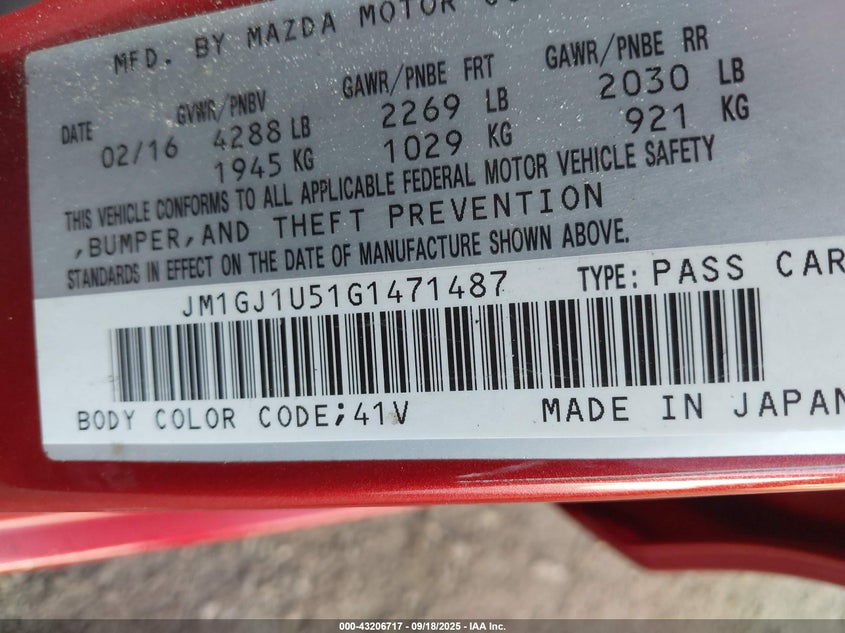 MFD. BY MAZDA MOTOR
DATE GVWR/PNBV GAWR/PNBE FRT GAWR/PNBE RR
02/16 4288 LB 2269 LB 2030 LB
1945 KG 1029 KG 921 KG
THIS VEHICLE CONFORMS TO ALL APPLICABLE FEDERAL MOTOR VEHICLE SAFETY
,BUMPER,AND THEFT PREVENTION
STANDARDS IN EFFECT ON THE DATE OF MANUFACTURE SHOWN ABOVE.
JM1GJ1U51G1471487 TYPE: PASS CAR
BODY COLOR CODE;41V MADE IN JAPAN
000-43206717 - 09/18/2025 - IAA Inc.